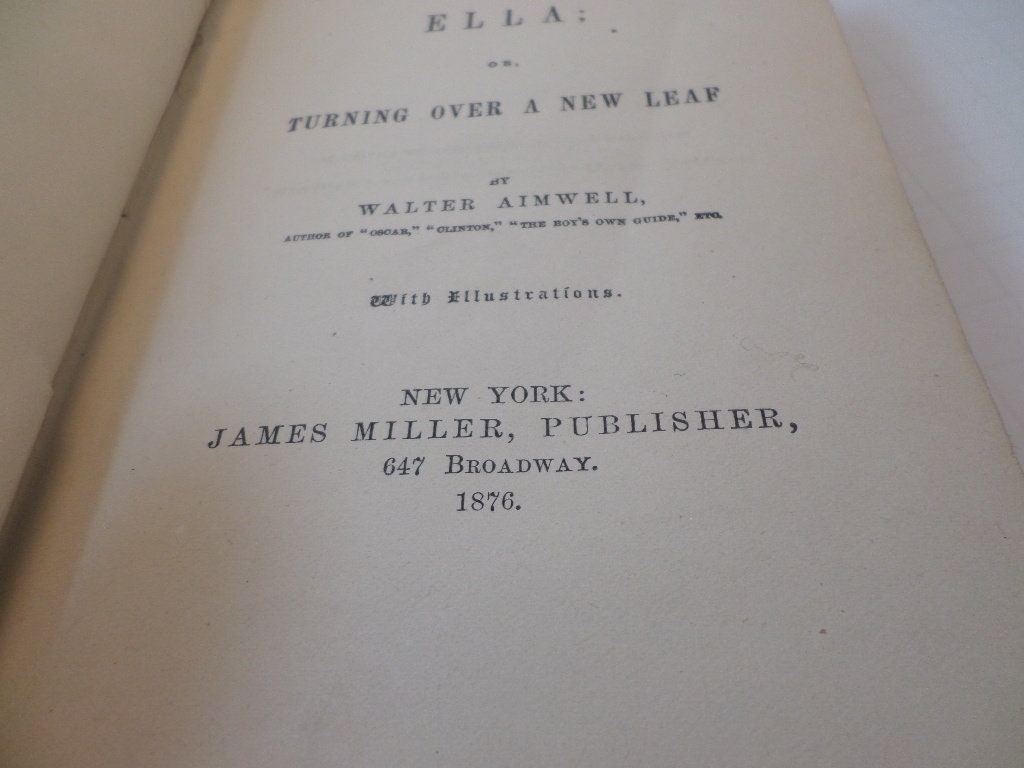 ELLA;
OR,
TURNING OVER A NEW LEAF
BY
WALTER AIMWELL,
AUTHOR OF "OSCAR," "CLINTON," "THE BOY'S OWN GUIDE," ETC.
With Illustrations.
NEW YORK:
JAMES MILLER, PUBLISHER,
647 BROADWAY.
1876.